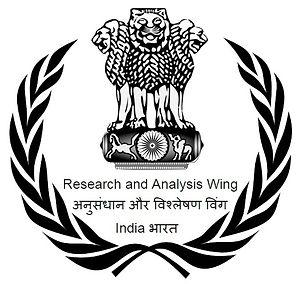 Research and Analysis Wing
अनुसंधान और विश्लेषण विंग
India भारत